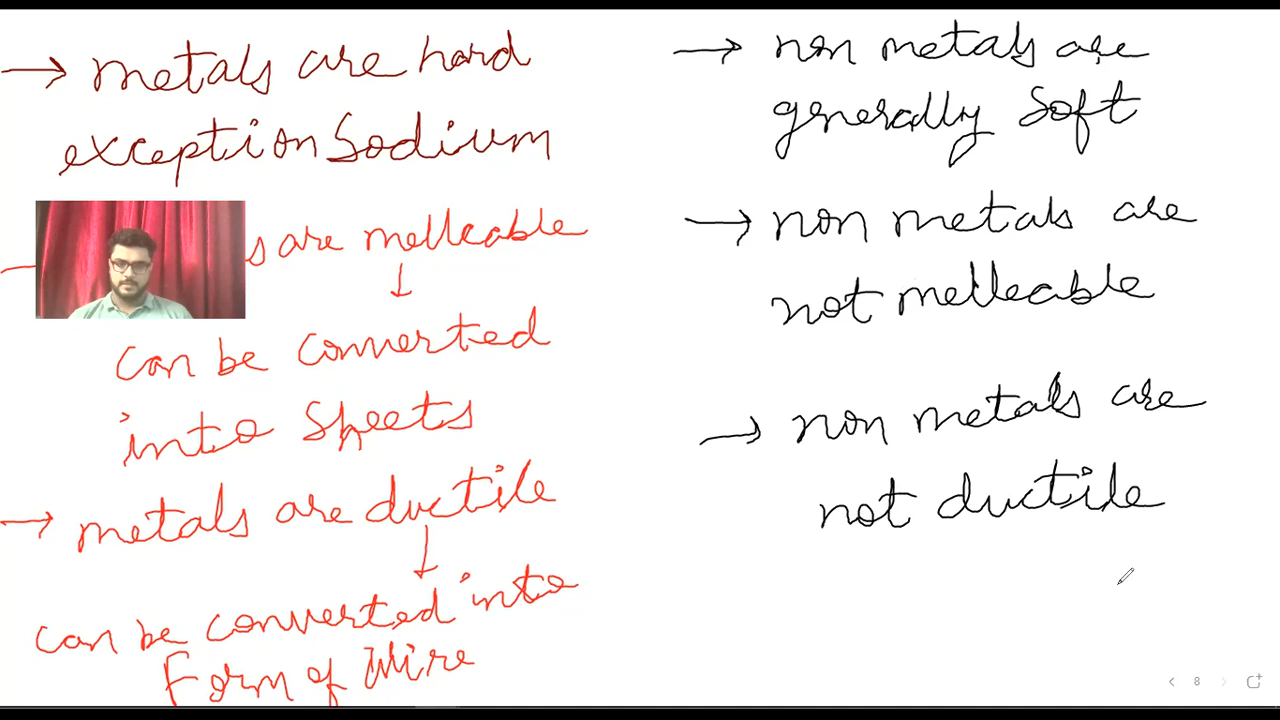 → metals are hard
exception Sodium
s are melleable
↓
can be converted
into Sheets
→ metals are ductile
↓
can be converted into
Form of Wire
→ non metals are
generally Soft
→ non metals are
not melleable
→ non metals are
not ductile
8